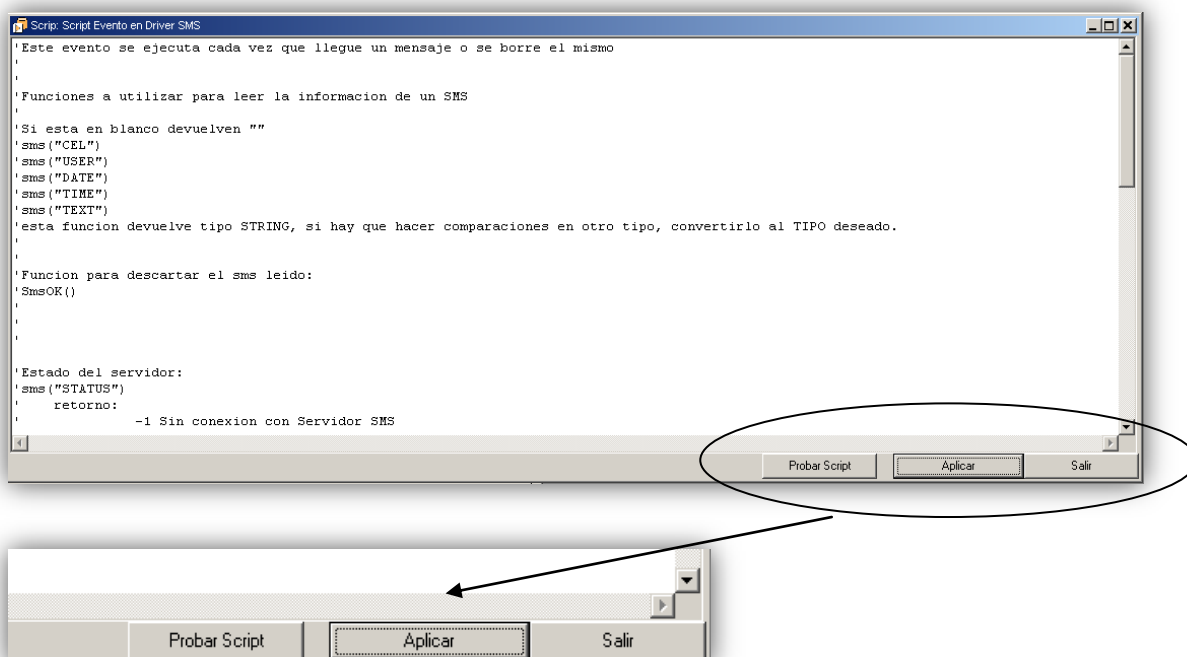 Scrip: Script Evento en Driver SMS
'Este evento se ejecuta cada vez que llegue un mensaje o se borre el mismo
'
'
'Funciones a utilizar para leer la informacion de un SMS
'
'Si esta en blanco devuelven ""
'sms("CEL")
'sms("USER")
'sms("DATE")
'sms("TIME")
'sms("TEXT")
'esta funcion devuelve tipo STRING, si hay que hacer comparaciones en otro tipo, convertirlo al TIPO deseado.
'
'
'Funcion para descartar el sms leido:
'SmsOK()
'
'
'
'Estado del servidor:
'sms("STATUS")
'    retorno:
'            -1 Sin conexion con Servidor SMS
Probar Script Aplicar Salir
Probar Script Aplicar Salir